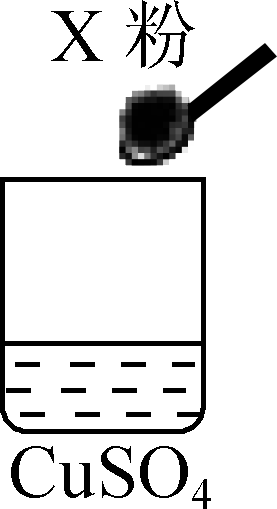 X 粉
CuSO₄